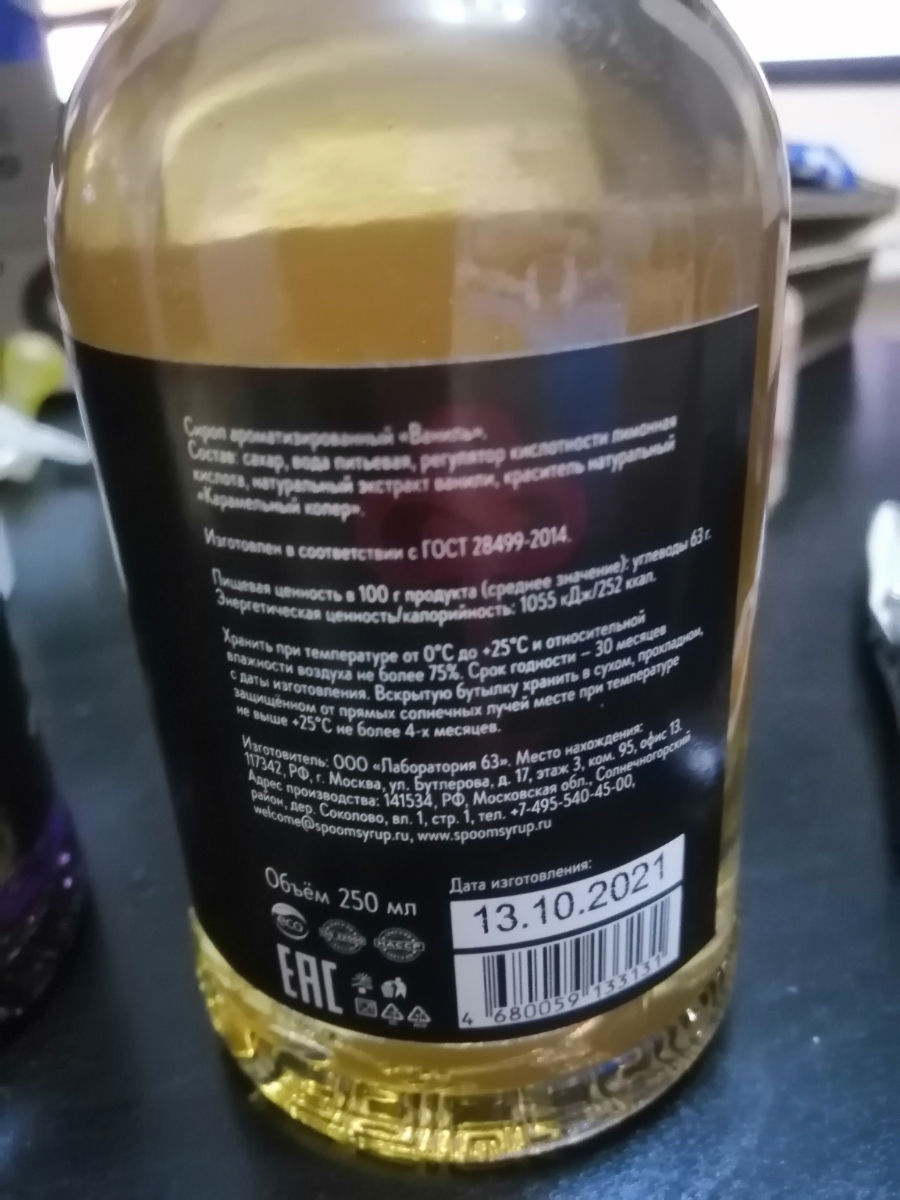 Сироп ароматизированный «Ваниль».
Состав: сахар, вода питьевая, регулятор кислотности лимонная
кислота, натуральный экстракт ванили, краситель натуральный
«Карамельный колер».
Изготовлен в соответствии с ГОСТ 28499-2014.
Пищевая ценность в 100 г продукта (среднее значение): углеводы 63 г.
Энергетическая ценность/калорийность: 1055 кДж/252 ккал.
Хранить при температуре от 0°С до +25°С и относительной
влажности воздуха не более 75%. Срок годности – 30 месяцев
с даты изготовления. Вскрытую бутылку хранить в сухом, прохладном,
защищённом от прямых солнечных лучей месте при температуре
не выше +25°С не более 4-х месяцев.
Изготовитель: ООО «Лаборатория 63». Место нахождения:
117342, РФ, г. Москва, ул. Бутлерова, д. 17, этаж 3, ком. 95, офис 13.
Адрес производства: 141534, РФ, Московская обл., Солнечногорский
район, дер. Соколово, вл. 1, стр. 1, тел. +7-495-540-45-00,
welcome@spoomsyrup.ru, www.spoomsyrup.ru
Объём 250 мл
Дата изготовления:
13.10.2021
eco
HACCP
EAC
4 680059 133131